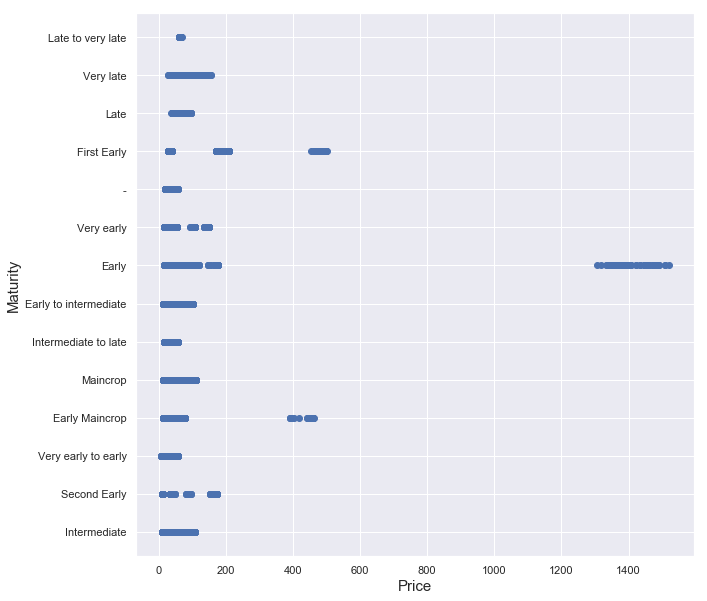 Late to very late
Very late
Late
First Early
-
Very early
Early
Early to intermediate
Intermediate to late
Maincrop
Early Maincrop
Very early to early
Second Early
Intermediate
Maturity
0 200 400 600 800 1000 1200 1400
Price